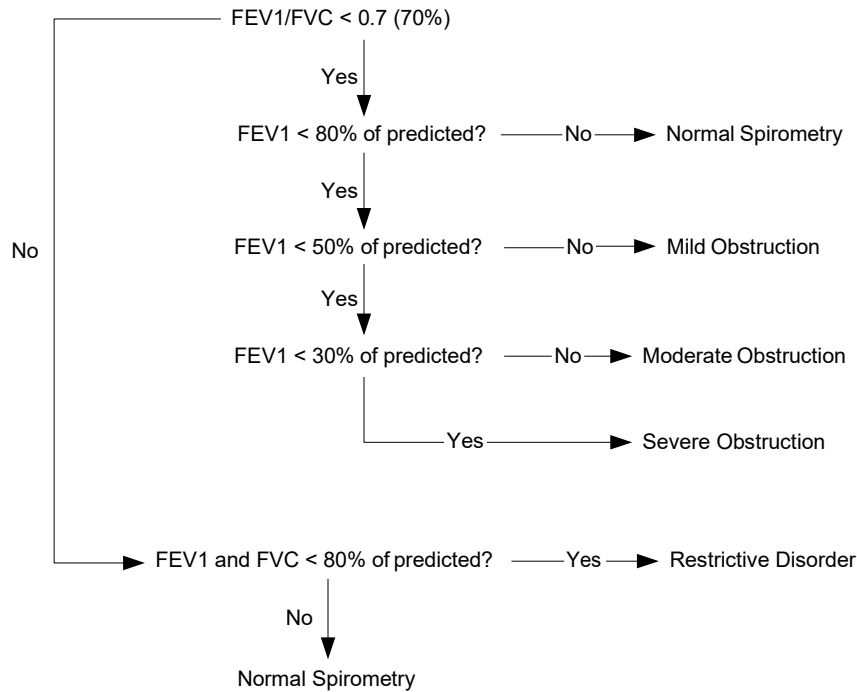 FEV1/FVC < 0.7 (70%)
Yes
FEV1 < 80% of predicted?
No
Normal Spirometry
Yes
No
FEV1 < 50% of predicted?
No
Mild Obstruction
Yes
FEV1 < 30% of predicted?
No
Moderate Obstruction
Yes
Severe Obstruction
FEV1 and FVC < 80% of predicted?
Yes
Restrictive Disorder
No
Normal Spirometry